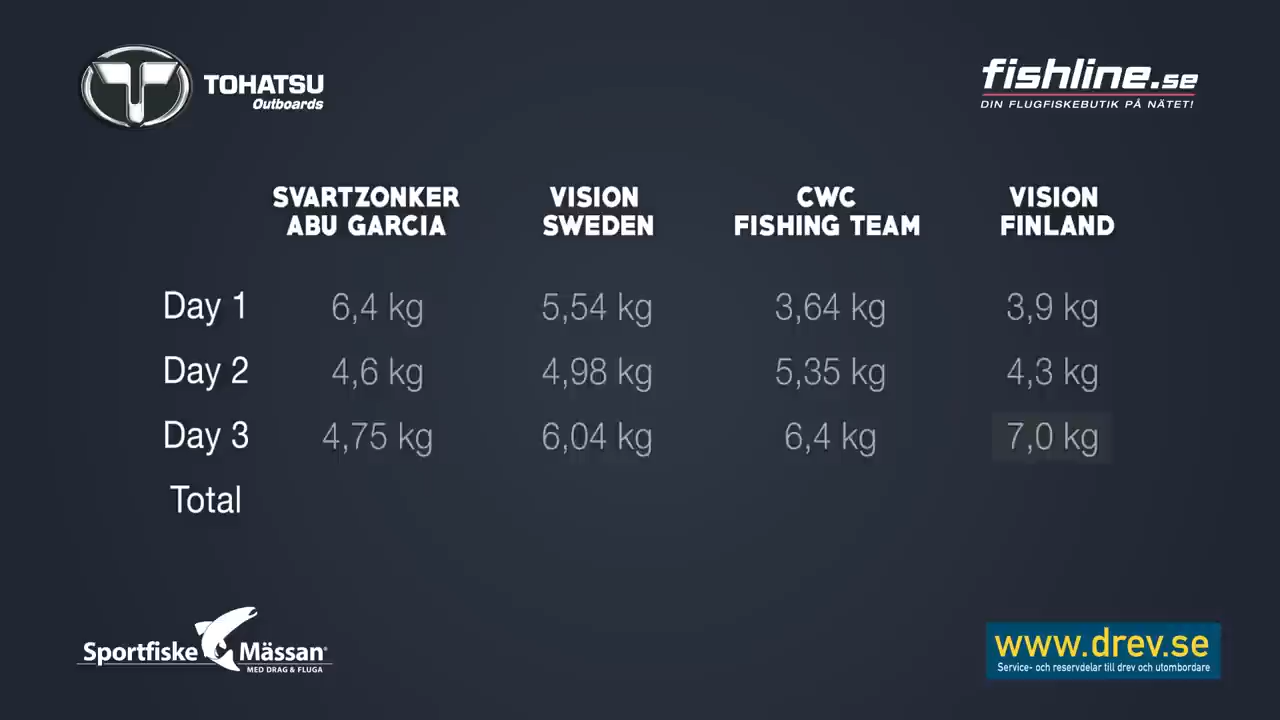 TOHATSU
Outboards
fishline.se
DIN FLUGFISKEBUTIK PÅ NÄTET!
SVARTZONKER
ABU GARCIA
VISION
SWEDEN
CWC
FISHING TEAM
VISION
FINLAND
Day 1 6,4 kg 5,54 kg 3,64 kg 3,9 kg
Day 2 4,6 kg 4,98 kg 5,35 kg 4,3 kg
Day 3 4,75 kg 6,04 kg 6,4 kg 7,0 kg
Total
Sportfiske Mässan®
MED DRAG & FLUGA
www.drev.se
Service- och reservdelar till drev och utombordare